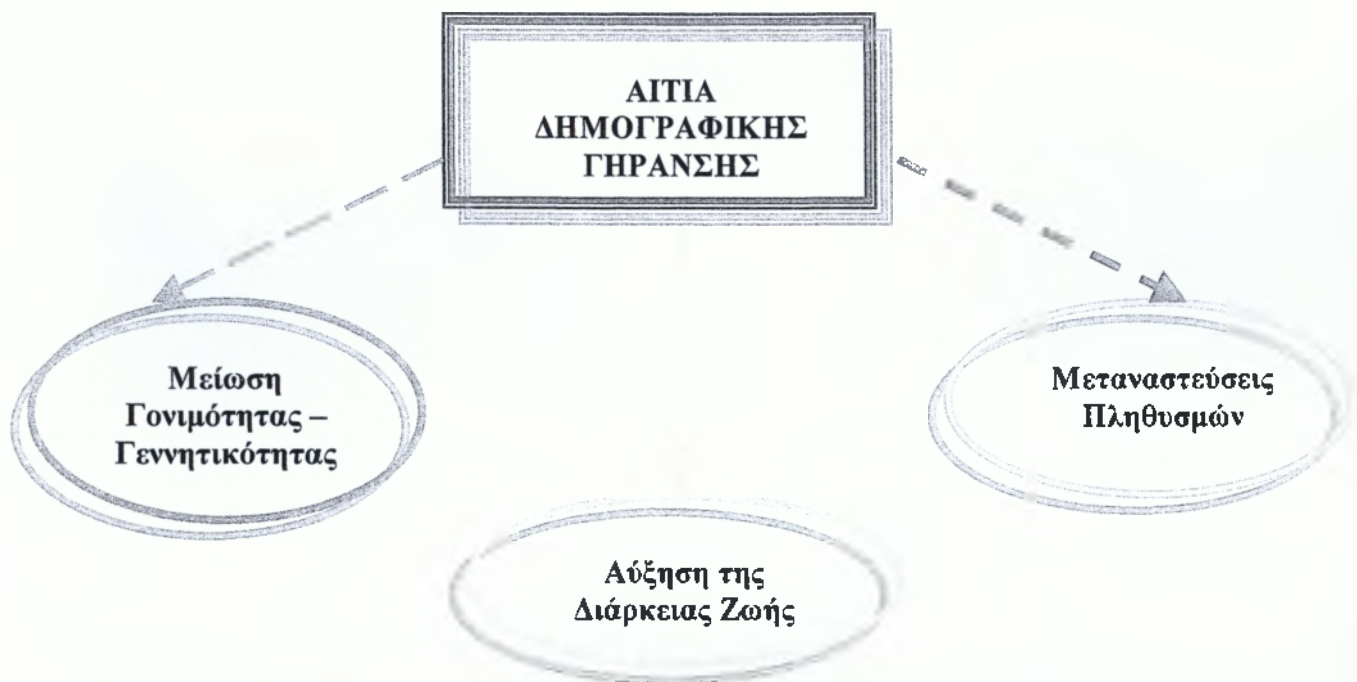 ΑΙΤΙΑ
ΔΗΜΟΓΡΑΦΙΚΗΣ
ΓΗΡΑΝΣΗΣ
Μείωση
Γονιμότητας –
Γεννητικότητας
Μεταναστεύσεις
Πληθυσμών
Αύξηση της
Διάρκειας Ζωής